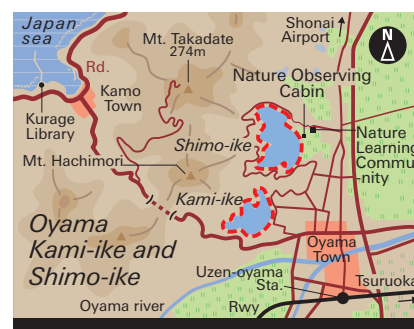 Japan
sea
Shonai
Airport
N
Mt. Takadate
274m
Rd.
Kamo
Town
Nature Observing
Cabin
Kurage
Library
Shimo-ike
Nature
Learning
Commu
-nity
Mt. Hachimori
Kami-ike
Oyama
Kami-ike and
Shimo-ike
Oyama
Town
Uzen-oyama
Sta.
Tsuruoka
Oyama river
Rwy